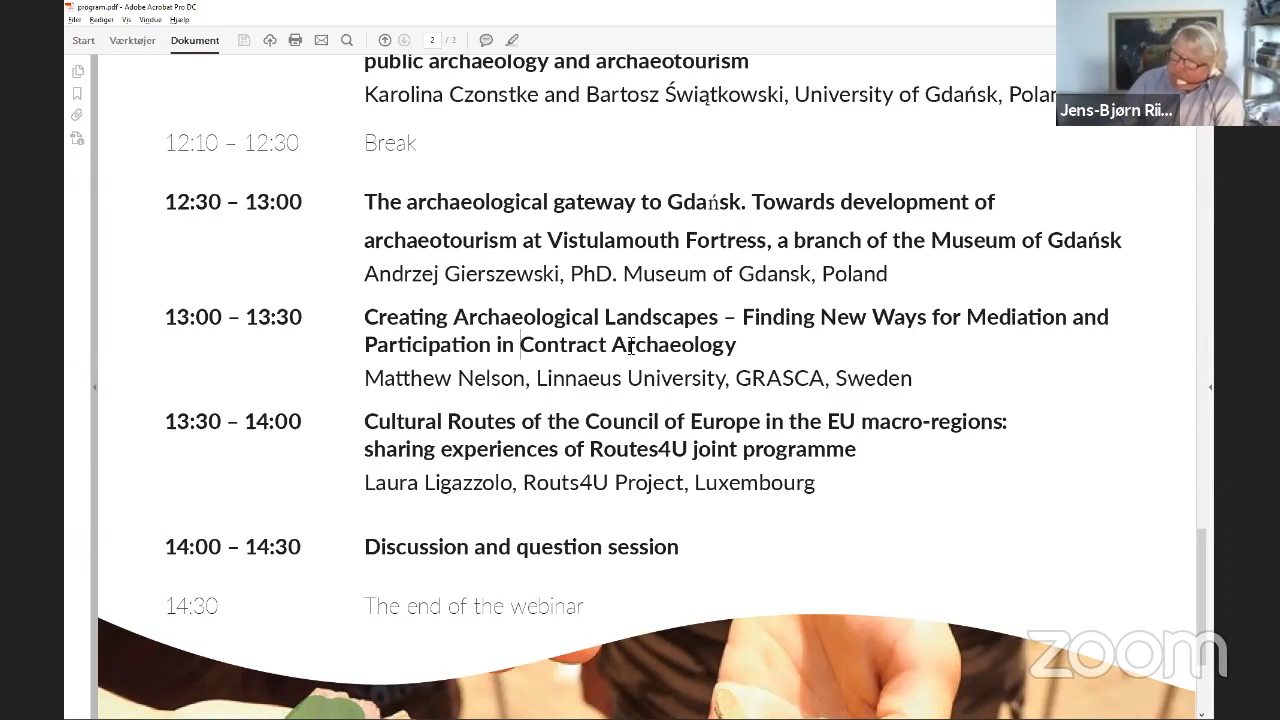 program.pdf - Adobe Acrobat Pro DC
Filer Rediger Vis Vindue Hjælp
Start Værktøjer Dokument 2 / 2
public archaeology and archaeotourism
Karolina Czonstke and Bartosz Świątkowski, University of Gdańsk, Polan
Jens-Bjørn Rii...
12:10 – 12:30 Break
12:30 – 13:00 The archaeological gateway to Gdańsk. Towards development of
archaeotourism at Vistulamouth Fortress, a branch of the Museum of Gdańsk
Andrzej Gierszewski, PhD. Museum of Gdansk, Poland
13:00 – 13:30 Creating Archaeological Landscapes – Finding New Ways for Mediation and
Participation in Contract Archaeology
Matthew Nelson, Linnaeus University, GRASCA, Sweden
13:30 – 14:00 Cultural Routes of the Council of Europe in the EU macro-regions:
sharing experiences of Routes4U joint programme
Laura Ligazzolo, Routs4U Project, Luxembourg
14:00 – 14:30 Discussion and question session
14:30 The end of the webinar
zoom